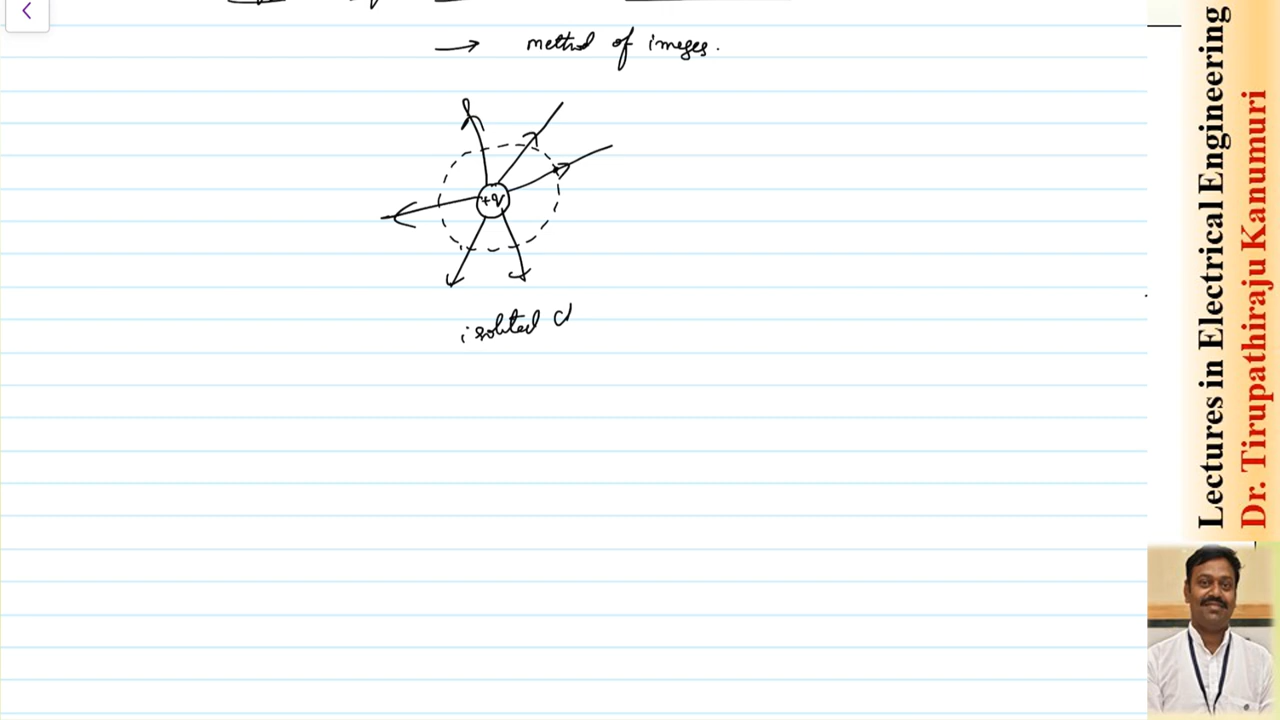 → method of images.
+q
isolated
Lectures in Electrical Engineering
Dr. Tirupathiraju Kanumuri